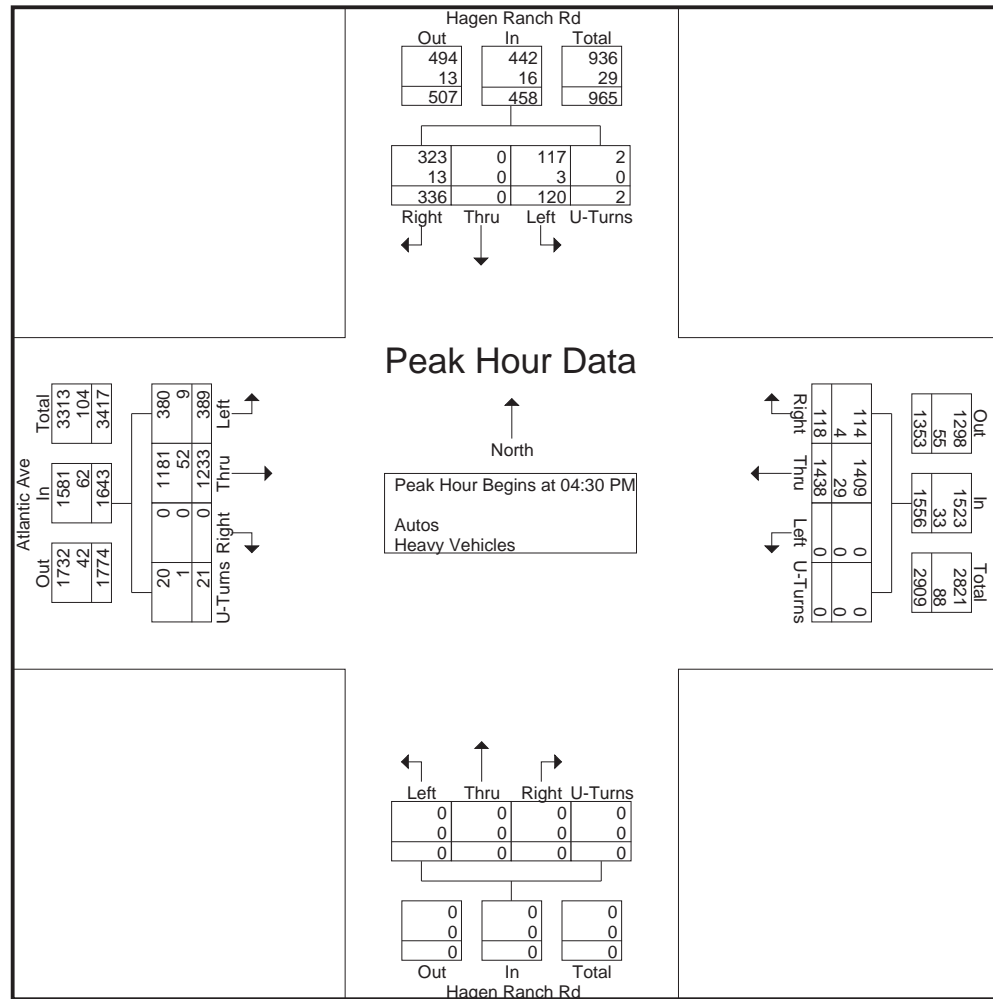 Hagen Ranch Rd
Out In Total
494 442 936
13 16 29
507 458 965
323 0 117 2
13 0 3 0
336 0 120 2
Right Thru Left U-Turns
Peak Hour Data
North
Peak Hour Begins at 04:30 PM
Autos
Heavy Vehicles
Atlantic Ave
Out In Total
1732 1581 3313
42 62 104
1774 1643 3417
20 0 1181 380
1 0 52 9
21 0 1233 389
U-Turns Right Thru Left
Out In Total
1298 1523 2821
55 33 88
1353 1556 2909
114 1409 0 0
4 29 0 0
118 1438 0 0
Right Thru Left U-Turns
Left Thru Right U-Turns
0 0 0 0
0 0 0 0
0 0 0 0
0 0 0
0 0 0
0 0 0
Out In Total
Hagen Ranch Rd